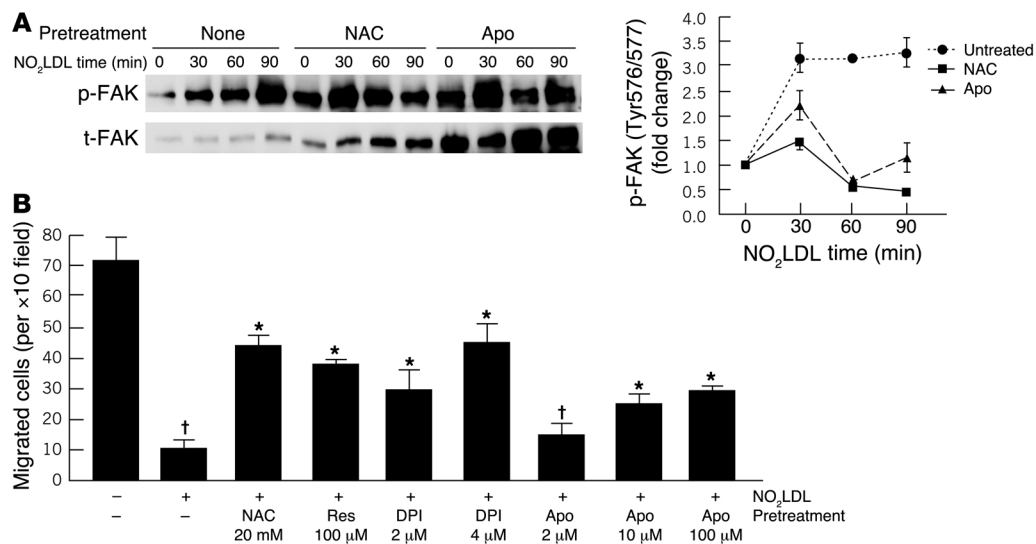 A
Pretreatment None NAC Apo
NO₂LDL time (min) 0 30 60 90 0 30 60 90 0 30 60 90
p-FAK
t-FAK
p-FAK (Tyr576/577)
(fold change)
4.0
3.5
3.0
2.5
2.0
1.5
1.0
0.5
0.0
0 30 60 90
NO₂LDL time (min)
Untreated
NAC
Apo
B
Migrated cells (per ×10 field)
80
70
60
50
40
30
20
10
0
† * * * * † * *
– + + + + + + + + NO₂LDL
– – NAC Res DPI DPI Apo Apo Apo Pretreatment
20 mM 100 μM 2 μM 4 μM 2 μM 10 μM 100 μM